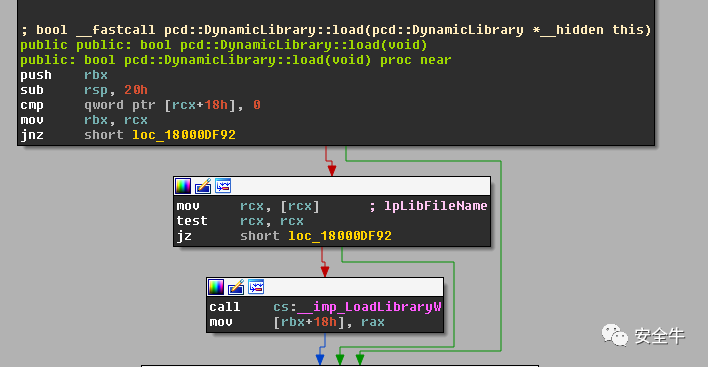 ; bool __fastcall pcd::DynamicLibrary::load(pcd::DynamicLibrary *__hidden this)
public public: bool pcd::DynamicLibrary::load(void)
public: bool pcd::DynamicLibrary::load(void) proc near
push    rbx
sub     rsp, 20h
cmp     qword ptr [rcx+18h], 0
mov     rbx, rcx
jnz     short loc_18000DF92
mov     rcx, [rcx]      ; lpLibFileName
test    rcx, rcx
jz      short loc_18000DF92
call    cs:__imp_LoadLibraryW
mov     [rbx+18h], rax
安全牛